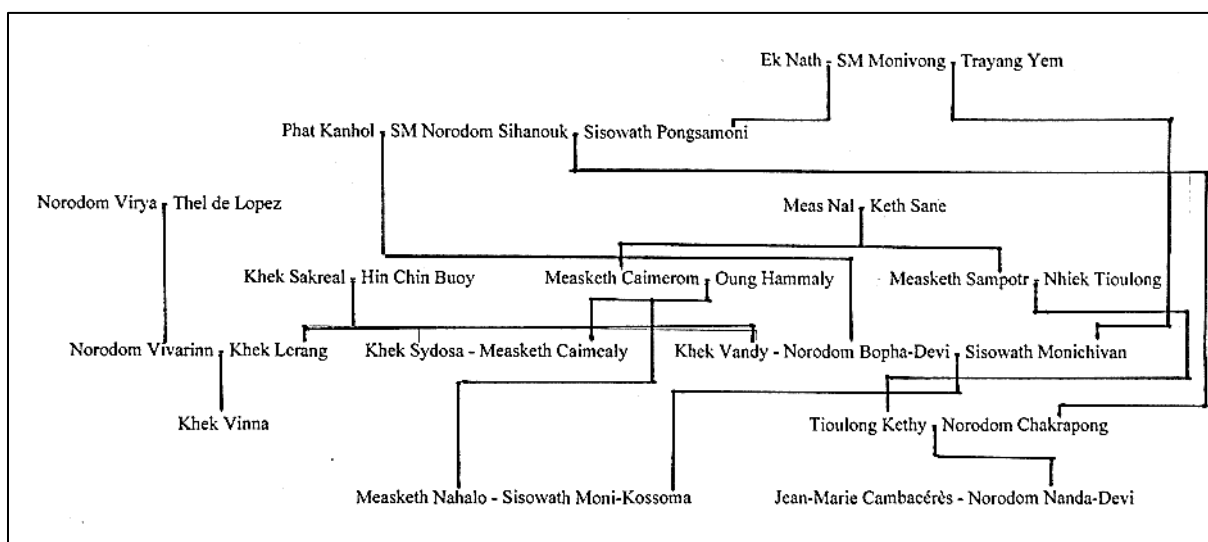 Ek Nath - SM Monivong - Trayang Yem
Phat Kanhol - SM Norodom Sihanouk - Sisowath Pongsamoni
Norodom Virya - Thel de Lopez
Meas Nal - Keth Sane
Khek Sakreal - Hin Chin Buoy
Measketh Caimerom - Oung Hammaly
Measketh Sampotr - Nhiek Tioulong
Norodom Vivarinn - Khek Lerang
Khek Sydosa - Measketh Caimealy
Khek Vandy - Norodom Bopha-Devi - Sisowath Monichivan
Khek Vinna
Tioulong Kethy - Norodom Chakrapong
Measketh Nahalo - Sisowath Moni-Kossoma
Jean-Marie Cambacérès - Norodom Nanda-Devi